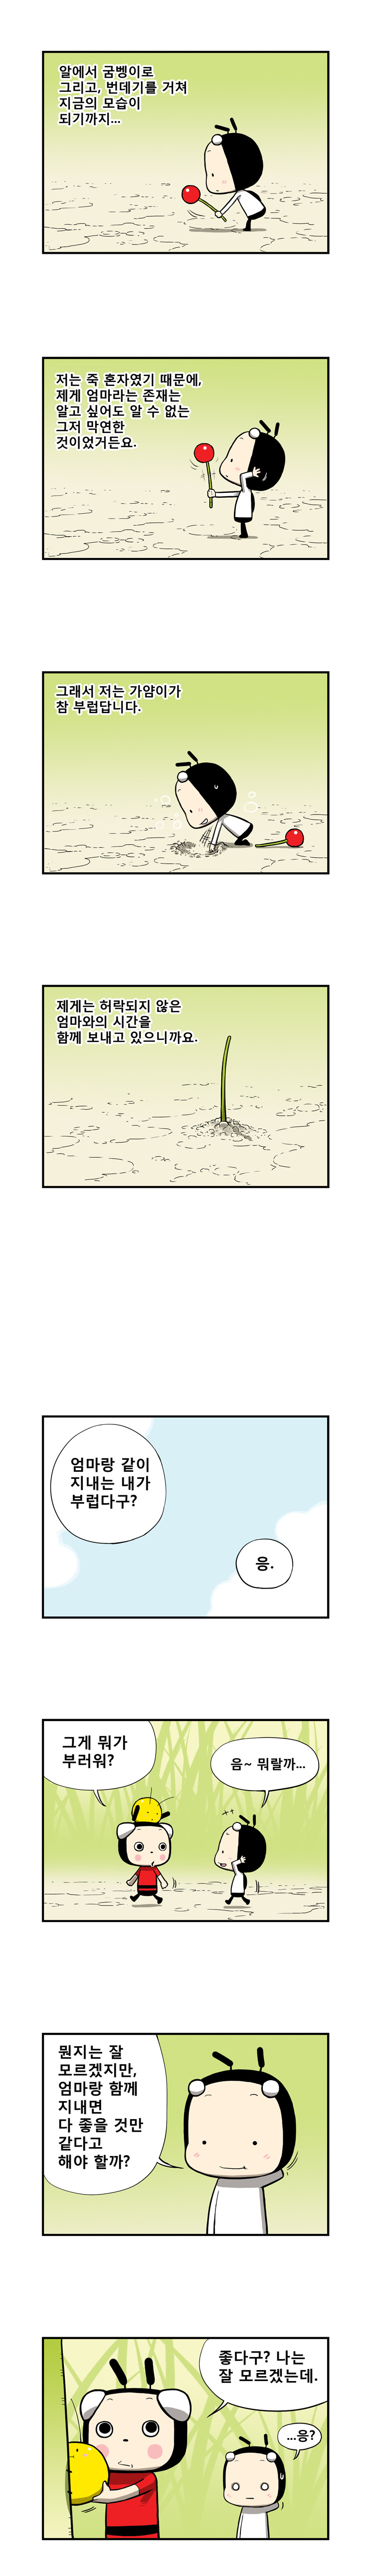 알에서 굼벵이로
그리고, 번데기를 거쳐
지금의 모습이
되기까지...
저는 죽 혼자였기 때문에,
제게 엄마라는 존재는
알고 싶어도 알 수 없는
그저 막연한
것이었거든요.
그래서 저는 가얌이가
참 부럽답니다.
제게는 허락되지 않은
엄마와의 시간을
함께 보내고 있으니까요.
엄마랑 같이
지내는 내가
부럽다구?
응.
그게 뭐가
부러워?
음~ 뭐랄까...
뭔지는 잘
모르겠지만,
엄마랑 함께
지내면
다 좋을 것만
같다고
해야 할까?
좋다구? 나는
잘 모르겠는데.
...응?